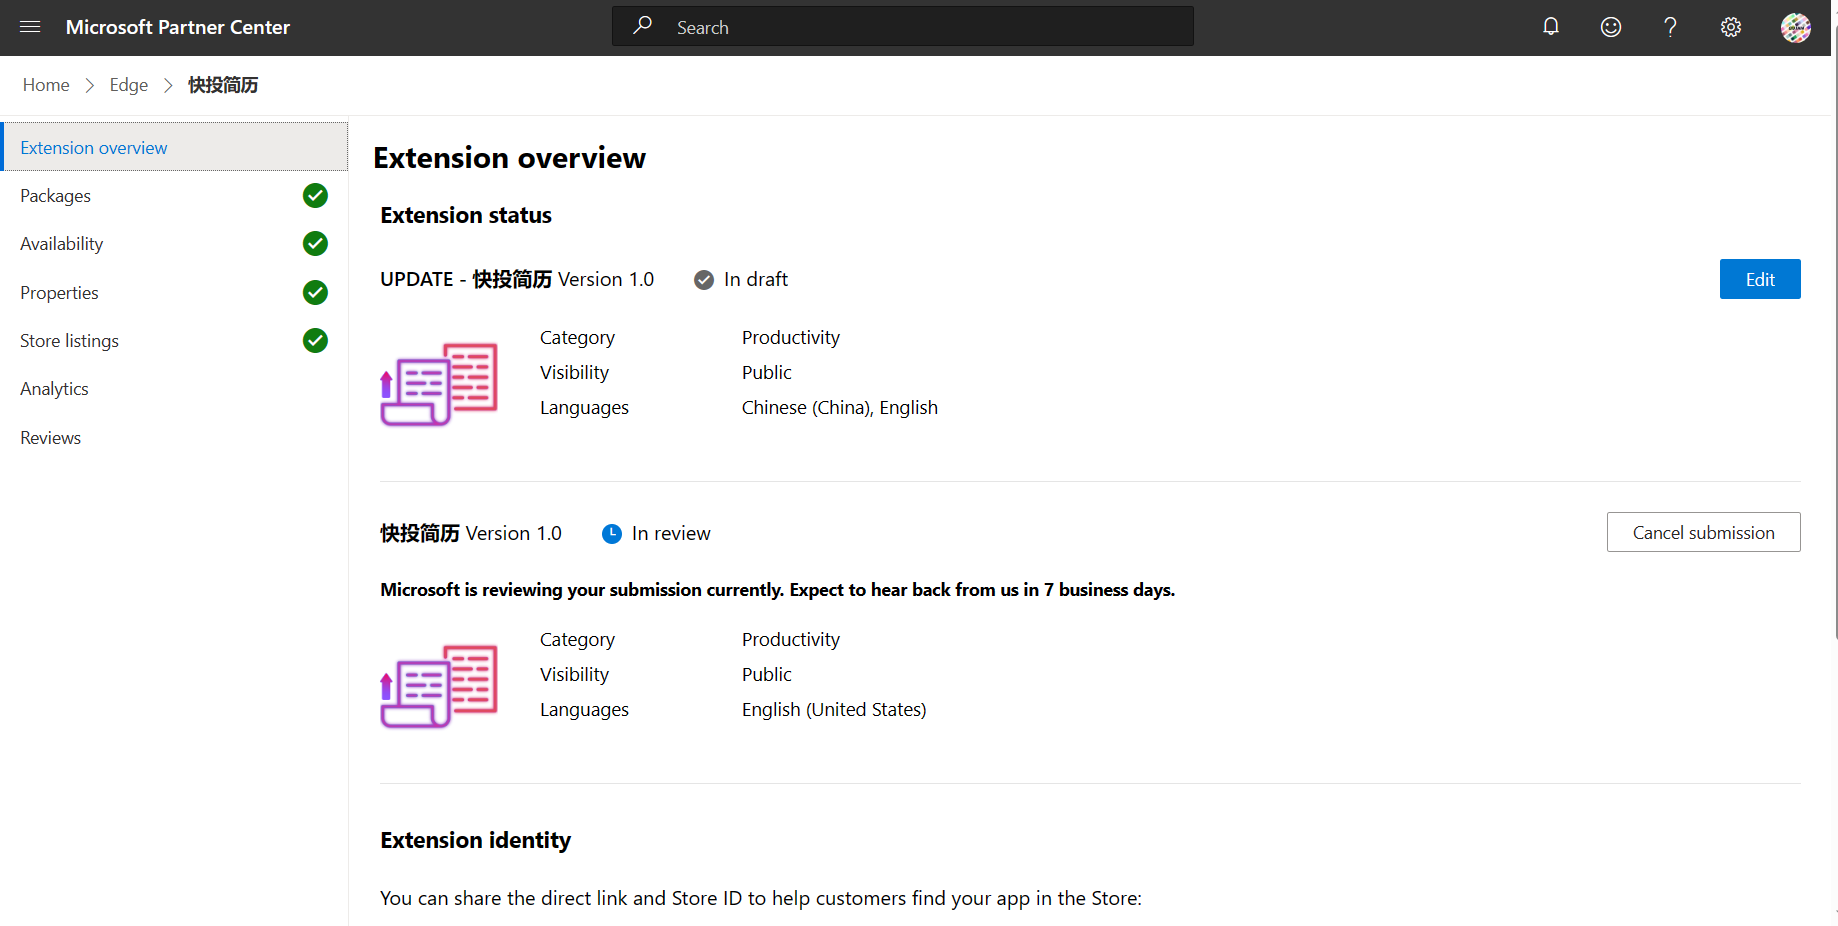 Microsoft Partner Center
Search
Home > Edge > 快投简历
Extension overview
Packages
Availability
Properties
Store listings
Analytics
Reviews
Extension overview
Extension status
UPDATE - 快投简历 Version 1.0 In draft
Edit
Category Productivity
Visibility Public
Languages Chinese (China), English
快投简历 Version 1.0 In review
Cancel submission
Microsoft is reviewing your submission currently. Expect to hear back from us in 7 business days.
Category Productivity
Visibility Public
Languages English (United States)
Extension identity
You can share the direct link and Store ID to help customers find your app in the Store: